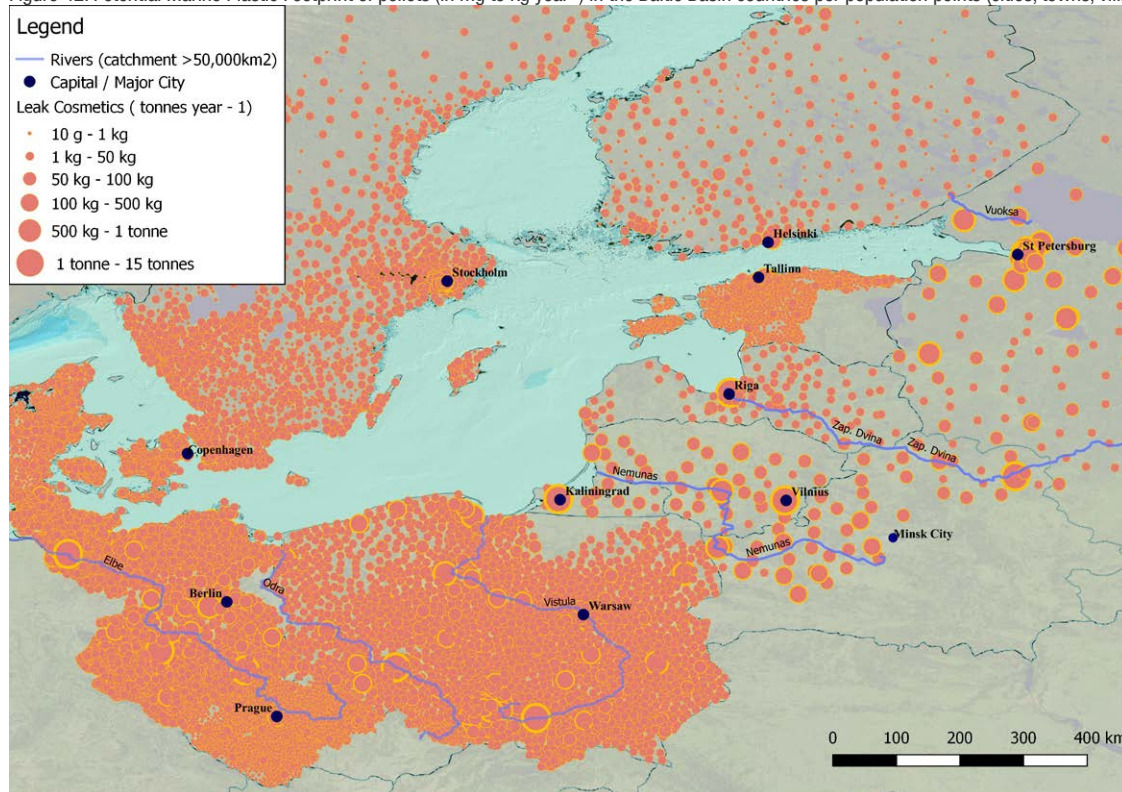 Legend
Rivers (catchment >50,000km2)
Capital / Major City
Leak Cosmetics ( tonnes year - 1)
10 g - 1 kg
1 kg - 50 kg
50 kg - 100 kg
100 kg - 500 kg
500 kg - 1 tonne
1 tonne - 15 tonnes
Vuoksa
Helsinki
St Petersburg
Stockholm
Tallinn
Riga
Zap. Dvina
Zap. Dvina
Copenhagen
Nemunas
Kaliningrad
Vilnius
Minsk City
Nemunas
Elbe
Odra
Berlin
Vistula
Warsaw
Prague
0 100 200 300 400 km